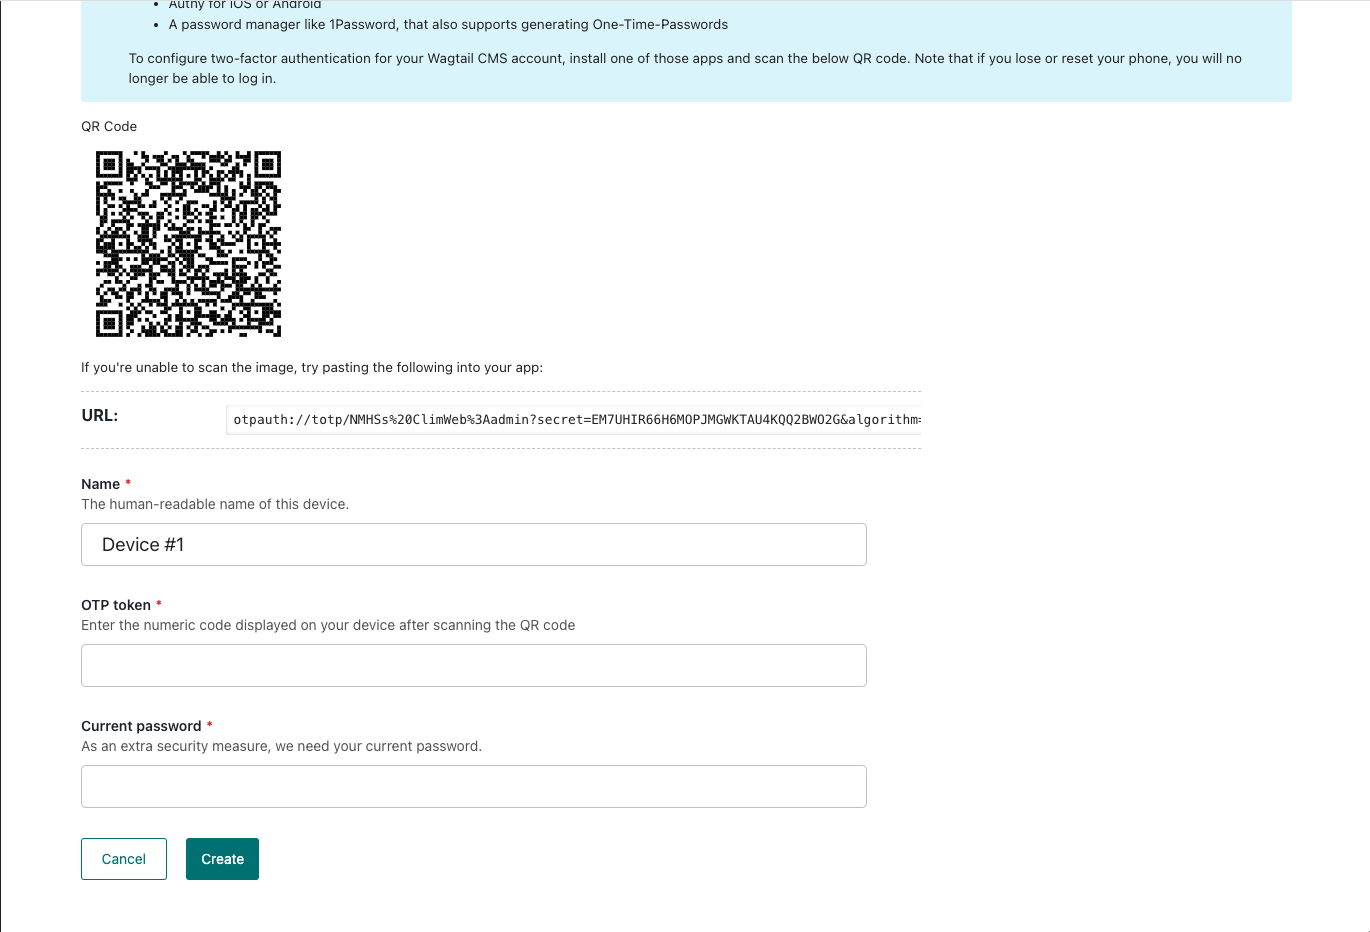 Authy for iOS or Android
A password manager like 1Password, that also supports generating One-Time-Passwords
To configure two-factor authentication for your Wagtail CMS account, install one of those apps and scan the below QR code. Note that if you lose or reset your phone, you will no
longer be able to log in.
QR Code
If you're unable to scan the image, try pasting the following into your app:
URL:
otpauth://totp/NMHSs%20ClimWeb%3Aadmin?secret=EM7UHIR66H6MOPJMGWKTAU4KQQ2BWO2G&algorithm=
Name *
The human-readable name of this device.
Device #1
OTP token *
Enter the numeric code displayed on your device after scanning the QR code
Current password *
As an extra security measure, we need your current password.
Cancel
Create